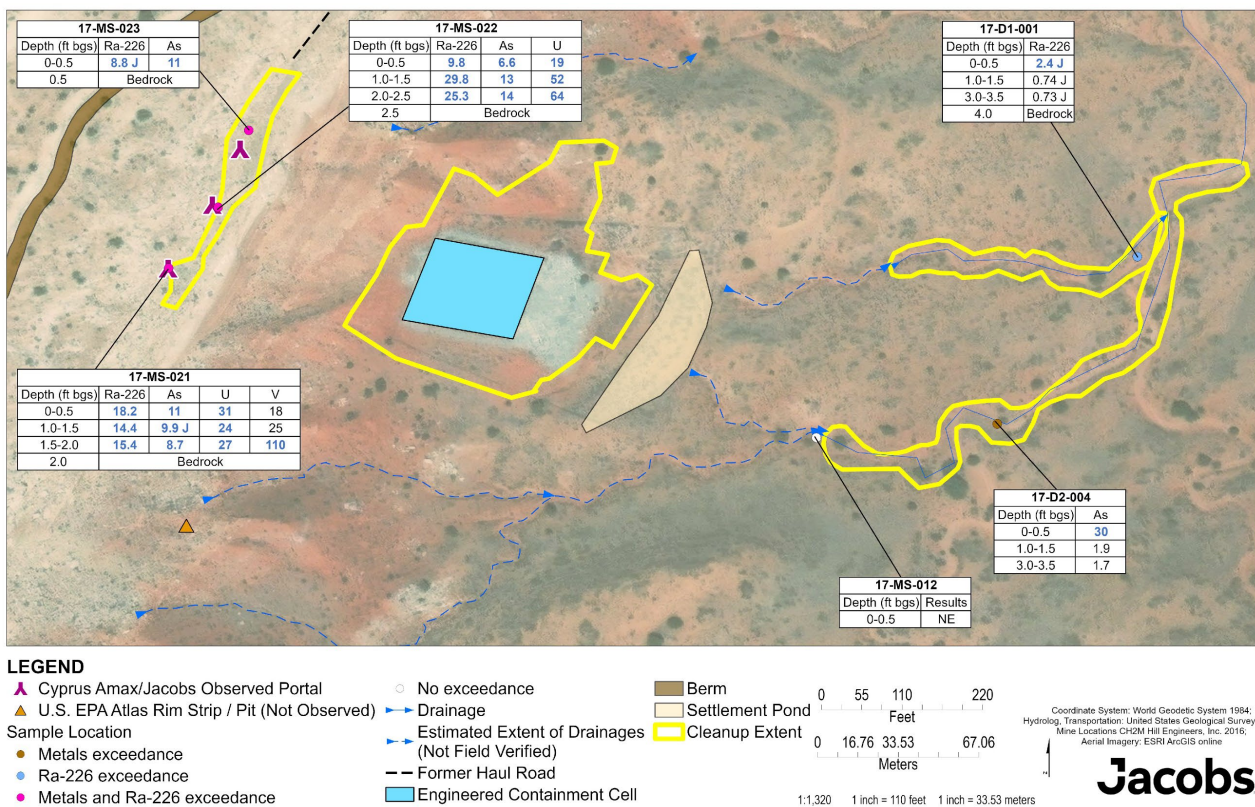 17-MS-023
Depth (ft bgs) Ra-226 As
0-0.5 8.8 J 11
0.5 Bedrock
17-MS-022
Depth (ft bgs) Ra-226 As U
0-0.5 9.8 6.6 19
1.0-1.5 29.8 13 52
2.0-2.5 25.3 14 64
2.5 Bedrock
17-D1-001
Depth (ft bgs) Ra-226
0-0.5 2.4 J
1.0-1.5 0.74 J
3.0-3.5 0.73 J
4.0 Bedrock
17-MS-021
Depth (ft bgs) Ra-226 As U V
0-0.5 18.2 11 31 18
1.0-1.5 14.4 9.9 J 24 25
1.5-2.0 15.4 8.7 27 110
2.0 Bedrock
17-D2-004
Depth (ft bgs) As
0-0.5 30
1.0-1.5 1.9
3.0-3.5 1.7
17-MS-012
Depth (ft bgs) Results
0-0.5 NE
LEGEND
Cyprus Amax/Jacobs Observed Portal
U.S. EPA Atlas Rim Strip / Pit (Not Observed)
Sample Location
Metals exceedance
Ra-226 exceedance
Metals and Ra-226 exceedance
No exceedance
Drainage
Estimated Extent of Drainages
(Not Field Verified)
Former Haul Road
Engineered Containment Cell
Berm
Settlement Pond
Cleanup Extent
0 55 110 220
Feet
0 16.76 33.53 67.06
Meters
1:1,320 1 inch = 110 feet 1 inch = 33.53 meters
Coordinate System: World Geodetic System 1984;
Hydrolog, Transportation: United States Geological Survey
Mine Locations CH2M Hill Engineers, Inc. 2016;
Aerial Imagery: ESRI ArcGIS online
z
Jacobs